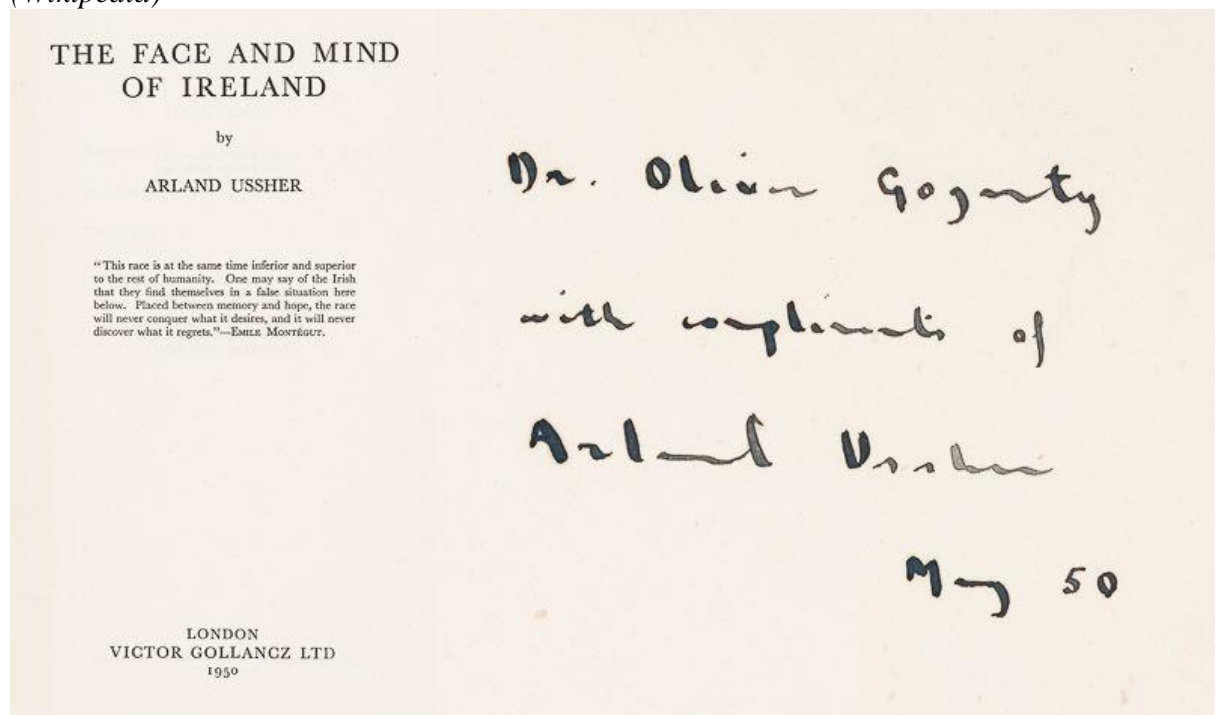 (Wikipedia)
THE FACE AND MIND
OF IRELAND
by
ARLAND USSHER
“This race is at the same time inferior and superior
to the rest of humanity. One may say of the Irish
that they find themselves in a false situation here
below. Placed between memory and hope, the race
will never conquer what it desires, and it will never
discover what it regrets.”—EMILE MONTÉGUT.
LONDON
VICTOR GOLLANCZ LTD
1950
Dr. Oliver Gogarty
with compliments of
Arland Ussher
May 50